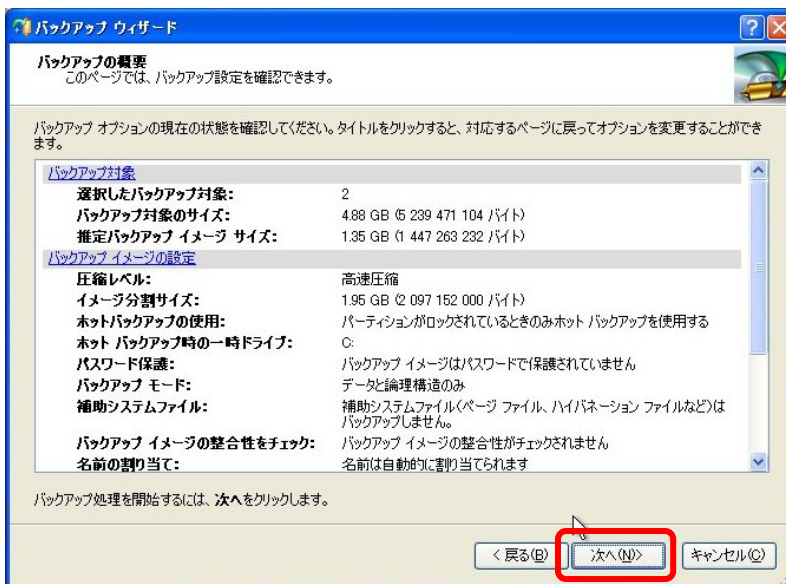 バックアップ ウィザード
バックアップの概要
このページでは、バックアップ設定を確認できます。
バックアップ オプションの現在の状態を確認してください。タイトルをクリックすると、対応するページに戻ってオプションを変更することができ
ます。
バックアップ対象
選択したバックアップ対象: 2
バックアップ対象のサイズ: 4.88 GB (5 239 471 104 バイト)
推定バックアップ イメージ サイズ: 1.35 GB (1 447 263 232 バイト)
バックアップ イメージの設定
圧縮レベル: 高速圧縮
イメージ分割サイズ: 1.95 GB (2 097 152 000 バイト)
ホットバックアップの使用: パーティションがロックされているときのみホット バックアップを使用する
ホット バックアップ時の一時ドライブ: C:
パスワード保護: バックアップ イメージはパスワードで保護されていません
バックアップ モード: データと論理構造のみ
補助システムファイル: 補助システムファイル(ページ ファイル、ハイバネーション ファイルなど)は
バックアップしません。
バックアップ イメージの整合性をチェック: バックアップ イメージの整合性がチェックされません
名前の割り当て: 名前は自動的に割り当てられます
バックアップ処理を開始するには、次へをクリックします。
< 戻る(B) 次へ(N)> キャンセル(C)